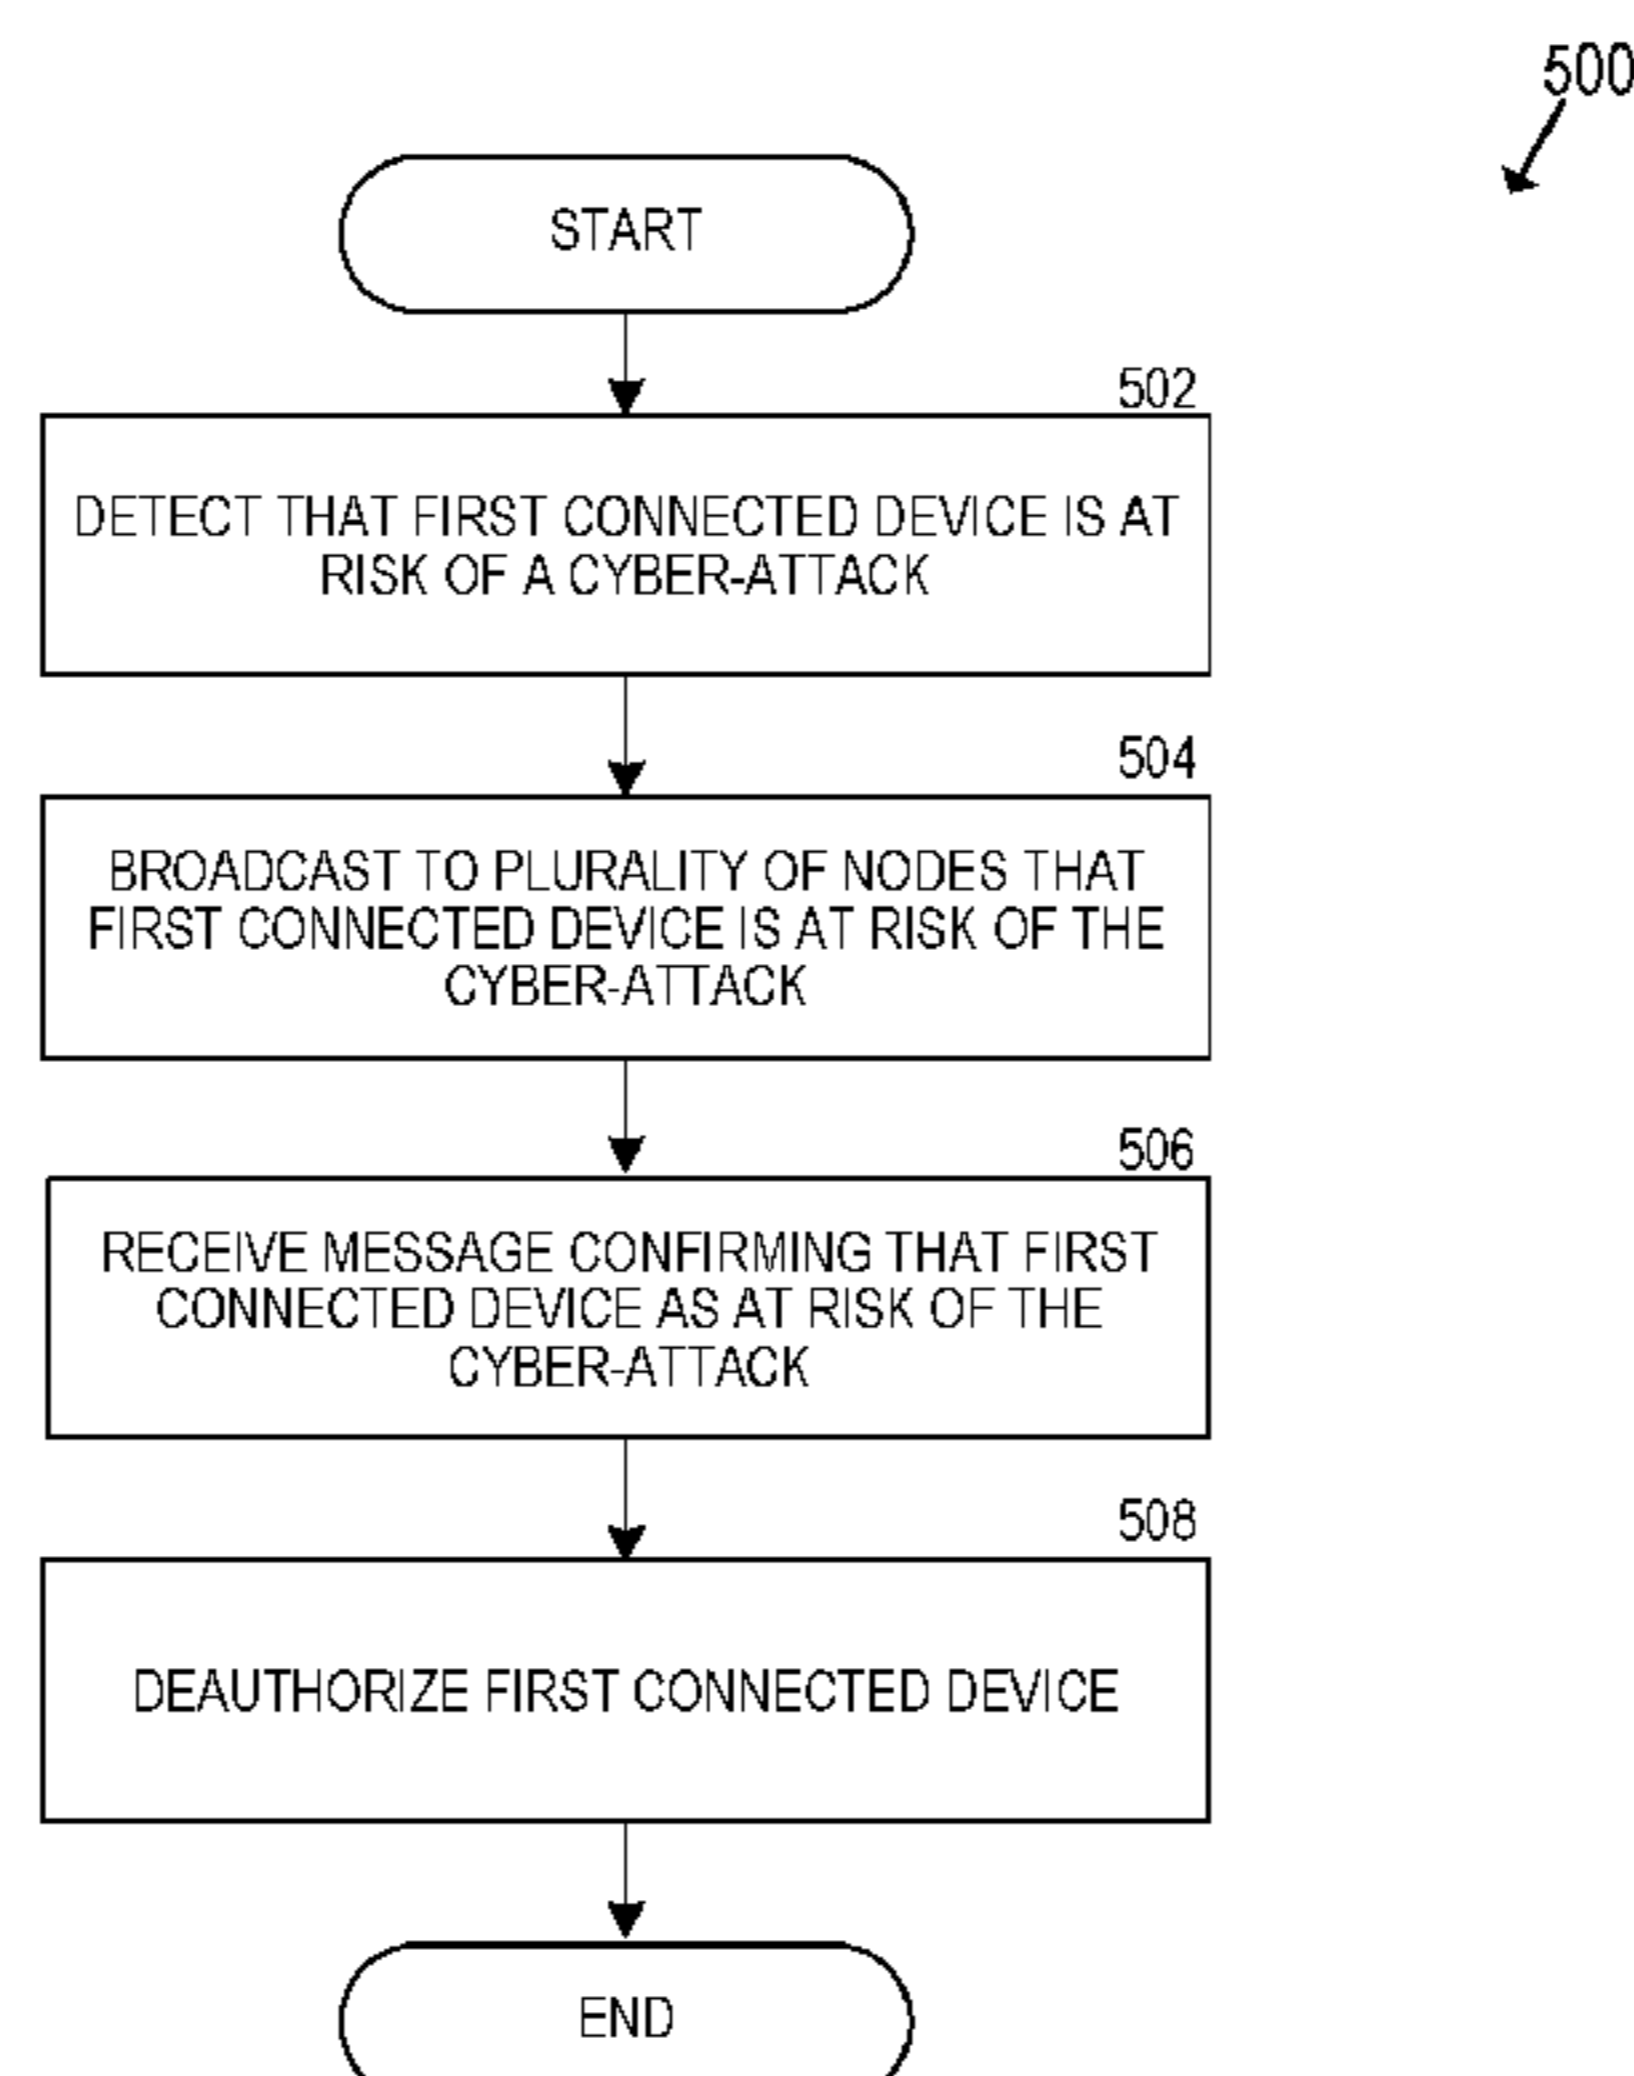 500
START
502
DETECT THAT FIRST CONNECTED DEVICE IS AT
RISK OF A CYBER-ATTACK
504
BROADCAST TO PLURALITY OF NODES THAT
FIRST CONNECTED DEVICE IS AT RISK OF THE
CYBER-ATTACK
506
RECEIVE MESSAGE CONFIRMING THAT FIRST
CONNECTED DEVICE AS AT RISK OF THE
CYBER-ATTACK
508
DEAUTHORIZE FIRST CONNECTED DEVICE
END